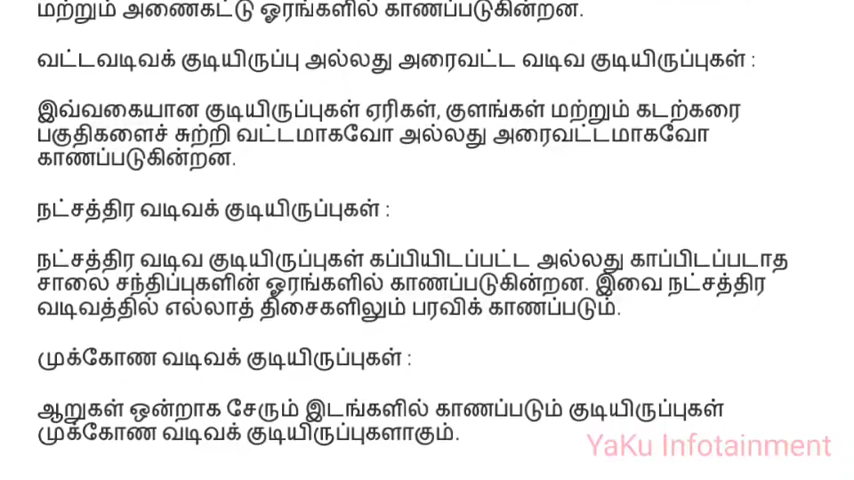 மற்றும் அணைகட்டு ஓரங்களில் காணப்படுகின்றன.
வட்டவடிவக் குடியிருப்பு அல்லது அரைவட்ட வடிவ குடியிருப்புகள் :
இவ்வகையான குடியிருப்புகள் ஏரிகள், குளங்கள் மற்றும் கடற்கரை
பகுதிகளைச் சுற்றி வட்டமாகவோ அல்லது அரைவட்டமாகவோ
காணப்படுகின்றன.
நட்சத்திர வடிவக் குடியிருப்புகள் :
நட்சத்திர வடிவ குடியிருப்புகள் கப்பியிடப்பட்ட அல்லது காப்பிடப்படாத
சாலை சந்திப்புகளின் ஓரங்களில் காணப்படுகின்றன. இவை நட்சத்திர
வடிவத்தில் எல்லாத் திசைகளிலும் பரவிக் காணப்படும்.
முக்கோண வடிவக் குடியிருப்புகள் :
ஆறுகள் ஒன்றாக சேரும் இடங்களில் காணப்படும் குடியிருப்புகள்
முக்கோண வடிவக் குடியிருப்புகளாகும்.
YaKu Infotainment